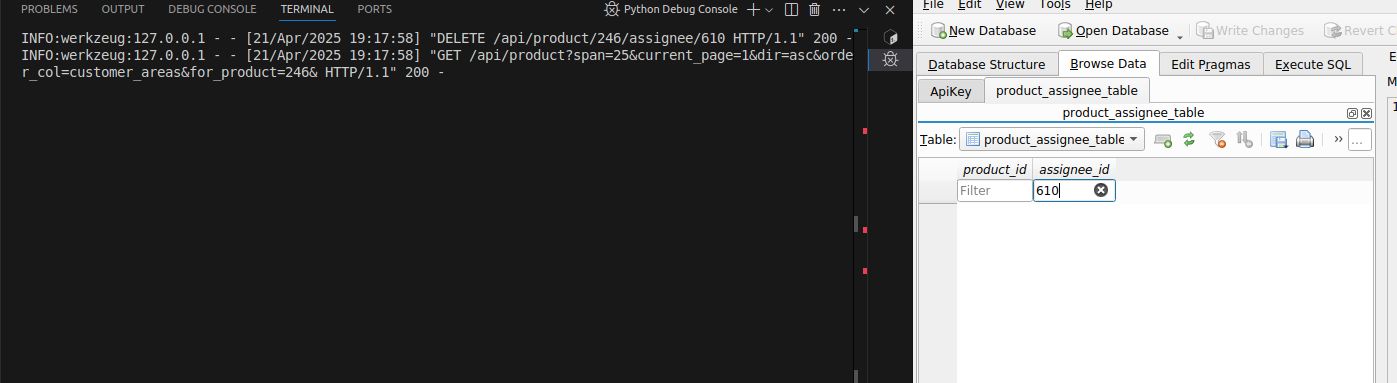 PROBLEMS OUTPUT DEBUG CONSOLE TERMINAL PORTS Python Debug Console
INFO:werkzeug:127.0.0.1 - - [21/Apr/2025 19:17:58] "DELETE /api/product/246/assignee/610 HTTP/1.1" 200 -
INFO:werkzeug:127.0.0.1 - - [21/Apr/2025 19:17:58] "GET /api/product?span=25&current_page=1&dir=asc&orde
r_col=customer_areas&for_product=246& HTTP/1.1" 200 -
File Edit View Tools Help
New Database Open Database Write Changes Revert C
Database Structure Browse Data Edit Pragmas Execute SQL
ApiKey product_assignee_table
product_assignee_table
Table: product_assignee_table ...
product_id assignee_id
Filter 610